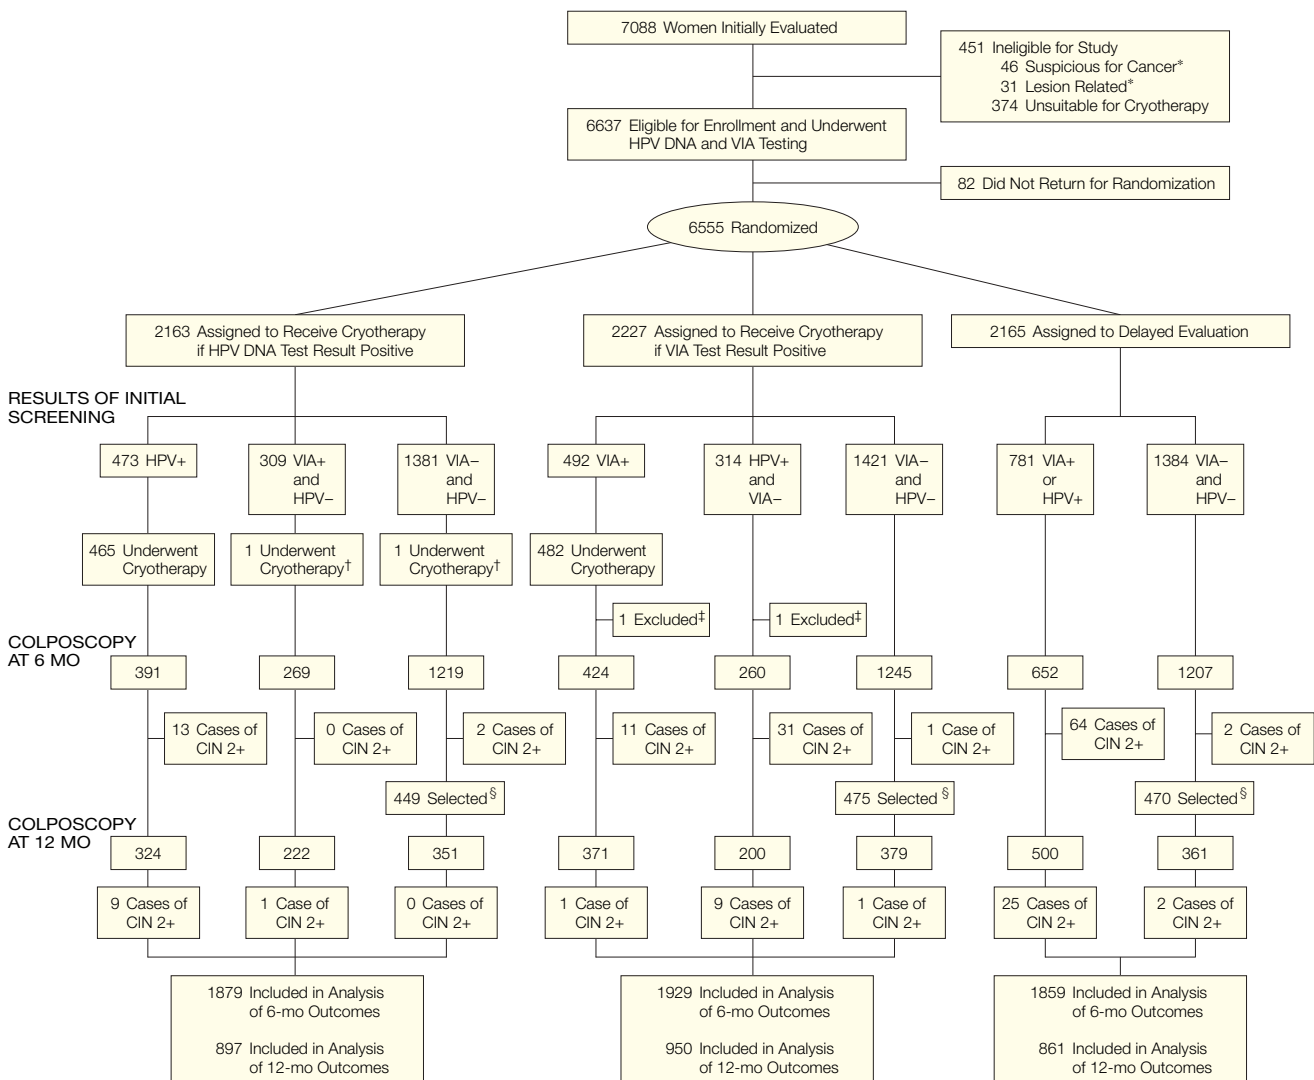 7088 Women Initially Evaluated
451 Ineligible for Study
46 Suspicious for Cancer*
31 Lesion Related*
374 Unsuitable for Cryotherapy
6637 Eligible for Enrollment and Underwent
HPV DNA and VIA Testing
82 Did Not Return for Randomization
6555 Randomized
2163 Assigned to Receive Cryotherapy
if HPV DNA Test Result Positive
2227 Assigned to Receive Cryotherapy
if VIA Test Result Positive
2165 Assigned to Delayed Evaluation
RESULTS OF INITIAL
SCREENING
473 HPV+
309 VIA+
and
HPV–
1381 VIA–
and
HPV–
492 VIA+
314 HPV+
and
VIA–
1421 VIA–
and
HPV–
781 VIA+
or
HPV+
1384 VIA–
and
HPV–
465 Underwent
Cryotherapy
1 Underwent
Cryotherapy†
1 Underwent
Cryotherapy†
482 Underwent
Cryotherapy
1 Excluded‡
1 Excluded‡
COLPOSCOPY
AT 6 MO
391
269
1219
424
260
1245
652
1207
13 Cases of
CIN 2+
0 Cases of
CIN 2+
2 Cases of
CIN 2+
11 Cases of
CIN 2+
31 Cases of
CIN 2+
1 Case of
CIN 2+
64 Cases of
CIN 2+
2 Cases of
CIN 2+
449 Selected§
475 Selected §
470 Selected§
COLPOSCOPY
AT 12 MO
324
222
351
371
200
379
500
361
9 Cases of
CIN 2+
1 Case of
CIN 2+
0 Cases of
CIN 2+
1 Case of
CIN 2+
9 Cases of
CIN 2+
1 Case of
CIN 2+
25 Cases of
CIN 2+
2 Cases of
CIN 2+
1879 Included in Analysis
of 6-mo Outcomes
897 Included in Analysis
of 12-mo Outcomes
1929 Included in Analysis
of 6-mo Outcomes
950 Included in Analysis
of 12-mo Outcomes
1859 Included in Analysis
of 6-mo Outcomes
861 Included in Analysis
of 12-mo Outcomes